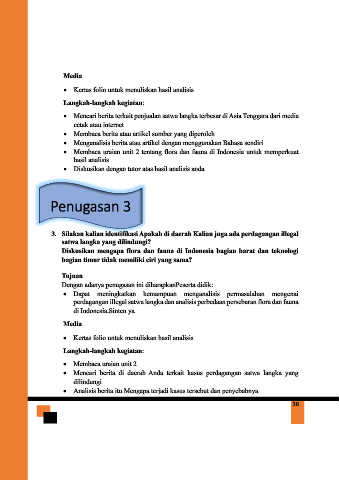 Media
• Kertas folio untuk menuliskan hasil analisis
Langkah-langkah kegiatan:
• Mencari berita terkait penjualan satwa langka terbesar di Asia Tenggara dari media
cetak atau internet
• Membaca berita atau artikel sumber yang diperoleh
• Menganalisis berita atau artikel dengan menggunakan Bahasa sendiri
• Membaca uraian unit 2 tentang flora dan fauna di Indonesia untuk memperkuat
hasil analisis
• Diskusikan dengan tutor atas hasil analisis anda
Penugasan 3
3. Silakan kalian identifikasi Apakah di daerah Kalian juga ada perdagangan illegal
satwa langka yang dilindungi?
Diskusikan mengapa flora dan fauna di Indonesia bagian barat dan teknologi
bagian timur tidak memiliki ciri yang sama?
Tujuan
Dengan adanya penugasan ini diharapkanPeserta didik:
• Dapat meningkatkan kemampuan menganalisis permasalahan mengenai
perdagangan illegal satwa langka dan analisis perbedaan persebaran flora dan fauna
di Indonesia.Sinten ya
Media
• Kertas folio untuk menuliskan hasil analisis
Langkah-langkah kegiatan:
• Membaca uraian unit 2
• Mencari berita di daerah Anda terkait kasus perdagangan satwa langka yang
dilindungi
• Analisis berita itu Mengapa terjadi kasus tersebut dan penyebabnya